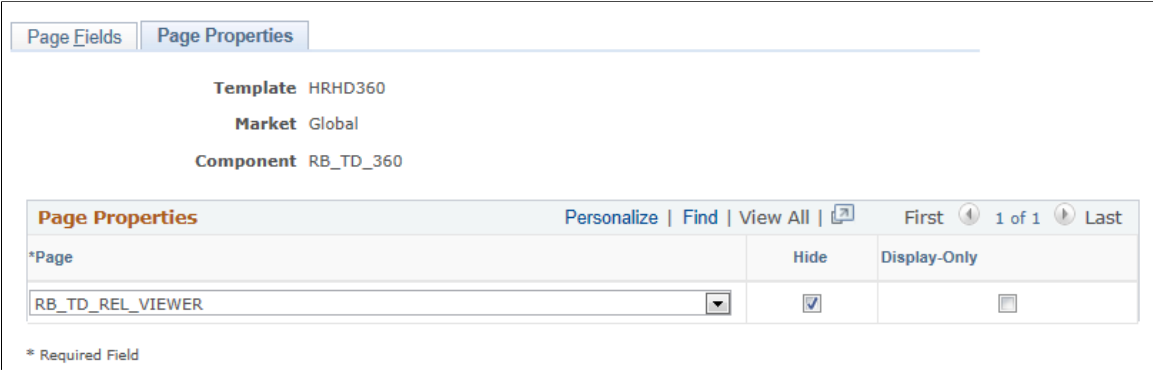 Page Fields Page Properties
Template HRHD360
Market Global
Component RB_TD_360
Page Properties Personalize | Find | View All | First 1 of 1 Last
*Page Hide Display-Only
RB_TD_REL_VIEWER
* Required Field